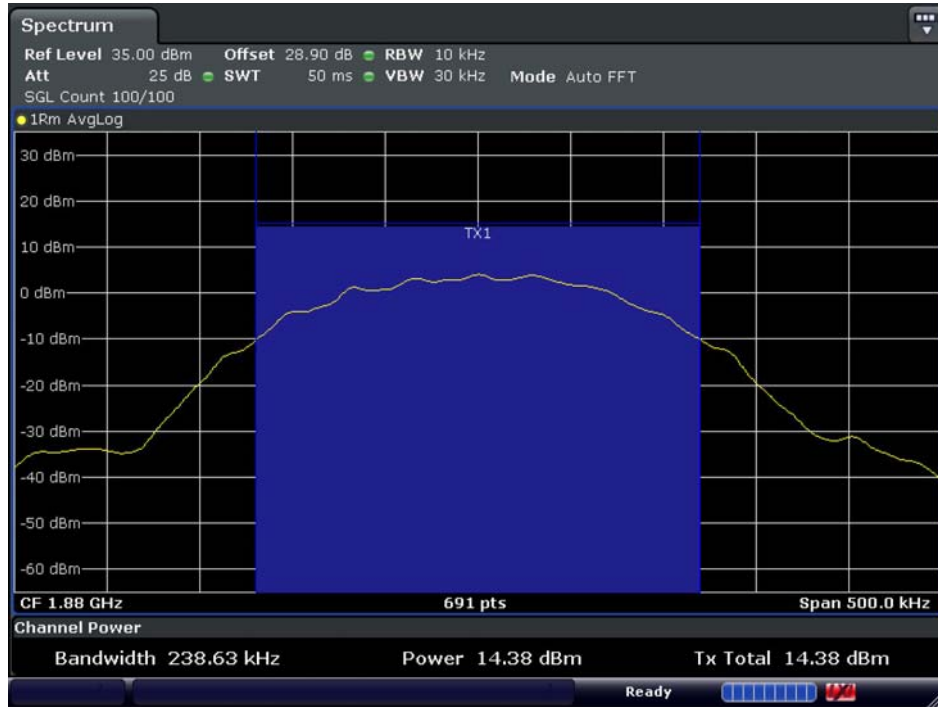 Spectrum
Ref Level 35.00 dBm Offset 28.90 dB RBW 10 kHz
Att 25 dB SWT 50 ms VBW 30 kHz Mode Auto FFT
SGL Count 100/100
1Rm AvgLog
30 dBm
20 dBm
TX1
10 dBm
0 dBm
-10 dBm
-20 dBm
-30 dBm
-40 dBm
-50 dBm
-60 dBm
CF 1.88 GHz 691 pts Span 500.0 kHz
Channel Power
Bandwidth 238.63 kHz Power 14.38 dBm Tx Total 14.38 dBm
Ready